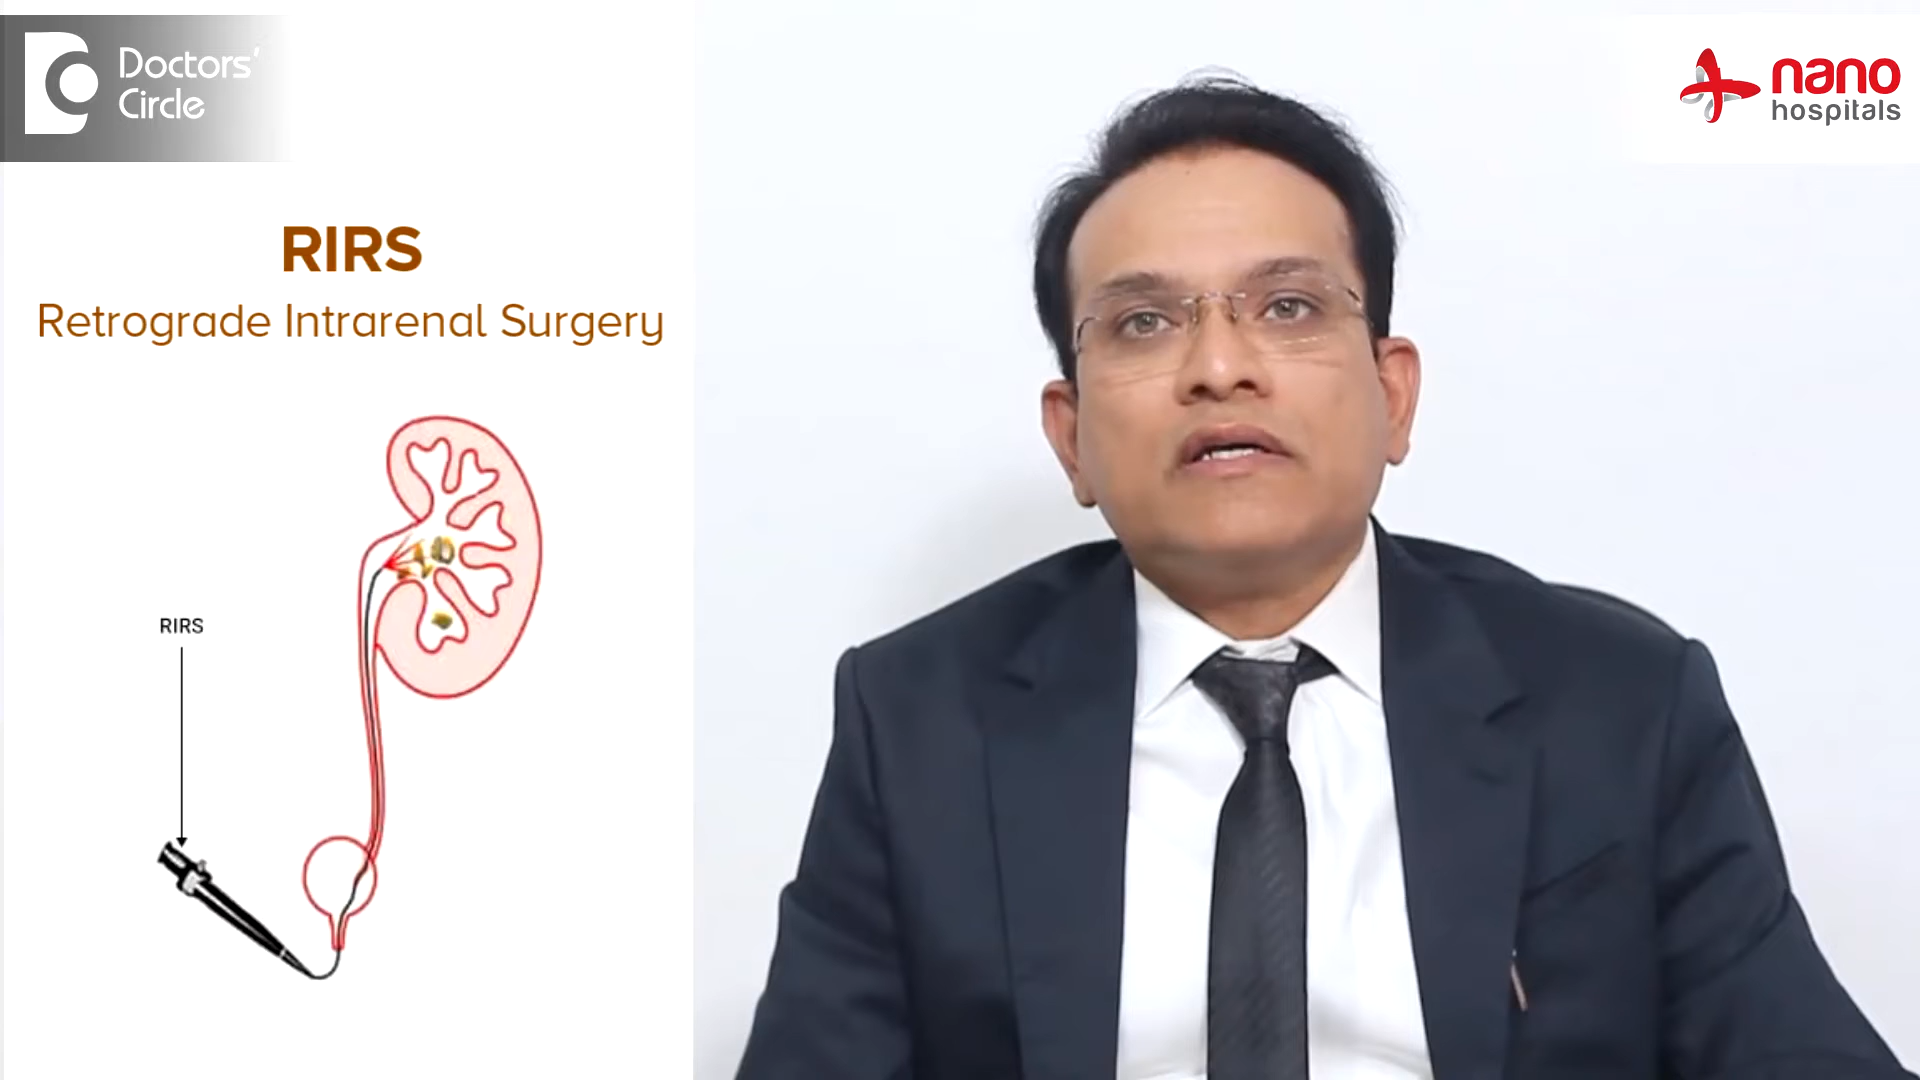 Doctors'
Circle
nano
hospitals
RIRS
Retrograde Intrarenal Surgery
RIRS